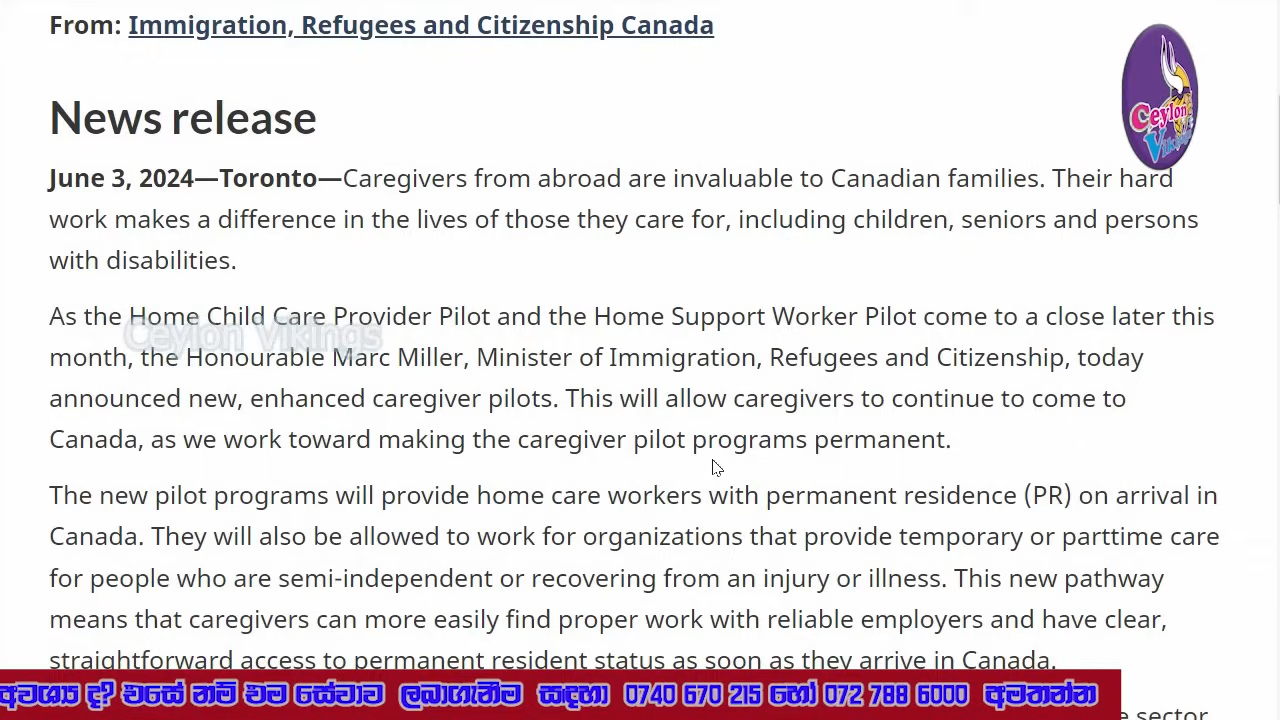 From: Immigration, Refugees and Citizenship Canada
Ceylon
Vikings
News release
June 3, 2024—Toronto—Caregivers from abroad are invaluable to Canadian families. Their hard
work makes a difference in the lives of those they care for, including children, seniors and persons
with disabilities.
As the Home Child Care Provider Pilot and the Home Support Worker Pilot come to a close later this
Ceylon Vikings
month, the Honourable Marc Miller, Minister of Immigration, Refugees and Citizenship, today
announced new, enhanced caregiver pilots. This will allow caregivers to continue to come to
Canada, as we work toward making the caregiver pilot programs permanent.
The new pilot programs will provide home care workers with permanent residence (PR) on arrival in
Canada. They will also be allowed to work for organizations that provide temporary or parttime care
for people who are semi-independent or recovering from an injury or illness. This new pathway
means that caregivers can more easily find proper work with reliable employers and have clear,
straightforward access to permanent resident status as soon as they arrive in Canada.
අවශ්‍ය ද? එසේ නම් එම සේවාව ලබාගැනීම සඳහා 0740 670 215 හෝ 072 788 6000 අමතන්න
sector